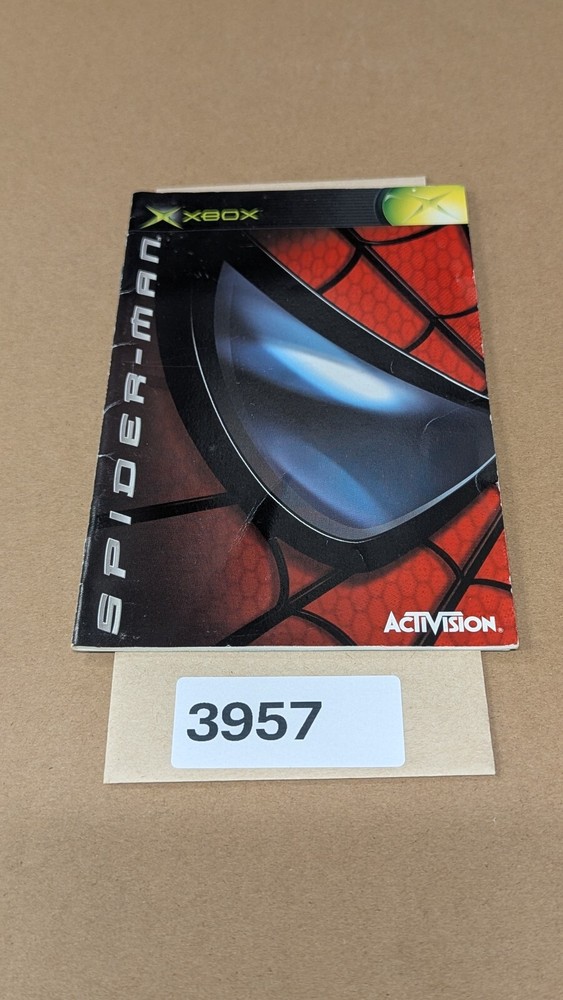 XBOX
SPIDER-MAN
ACTIVISION.
3957